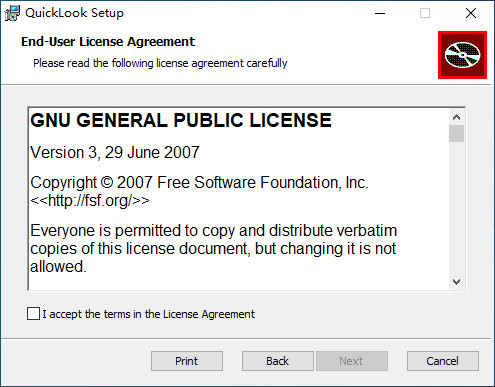 QuickLook Setup
End-User License Agreement
Please read the following license agreement carefully
GNU GENERAL PUBLIC LICENSE
Version 3, 29 June 2007
Copyright © 2007 Free Software Foundation, Inc.
<<http://fsf.org/>>
Everyone is permitted to copy and distribute verbatim
copies of this license document, but changing it is not
allowed.
I accept the terms in the License Agreement
Print
Back
Next
Cancel